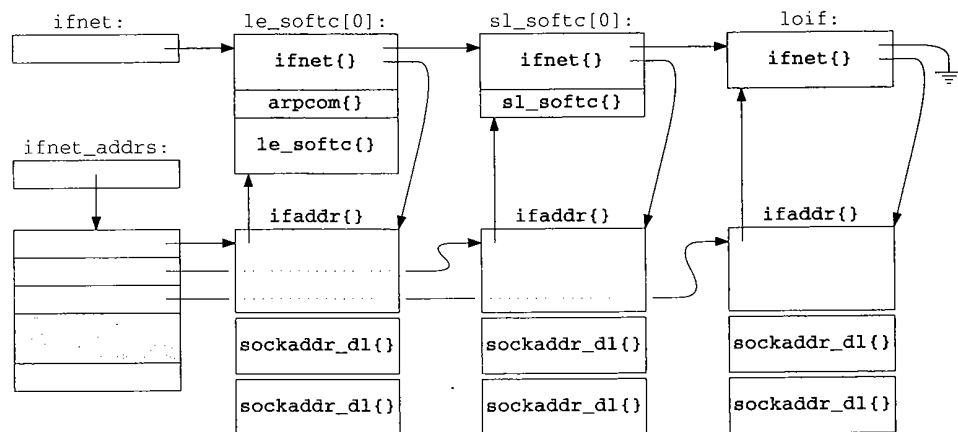 ifnet: le_softc[0]: sl_softc[0]: loif:
ifnet{} ifnet{} ifnet{}
arpcom{} sl_softc{}
le_softc{}
ifnet_addrs:
ifaddr{} ifaddr{} ifaddr{}
sockaddr_dl{} sockaddr_dl{} sockaddr_dl{}
sockaddr_dl{} sockaddr_dl{} sockaddr_dl{}